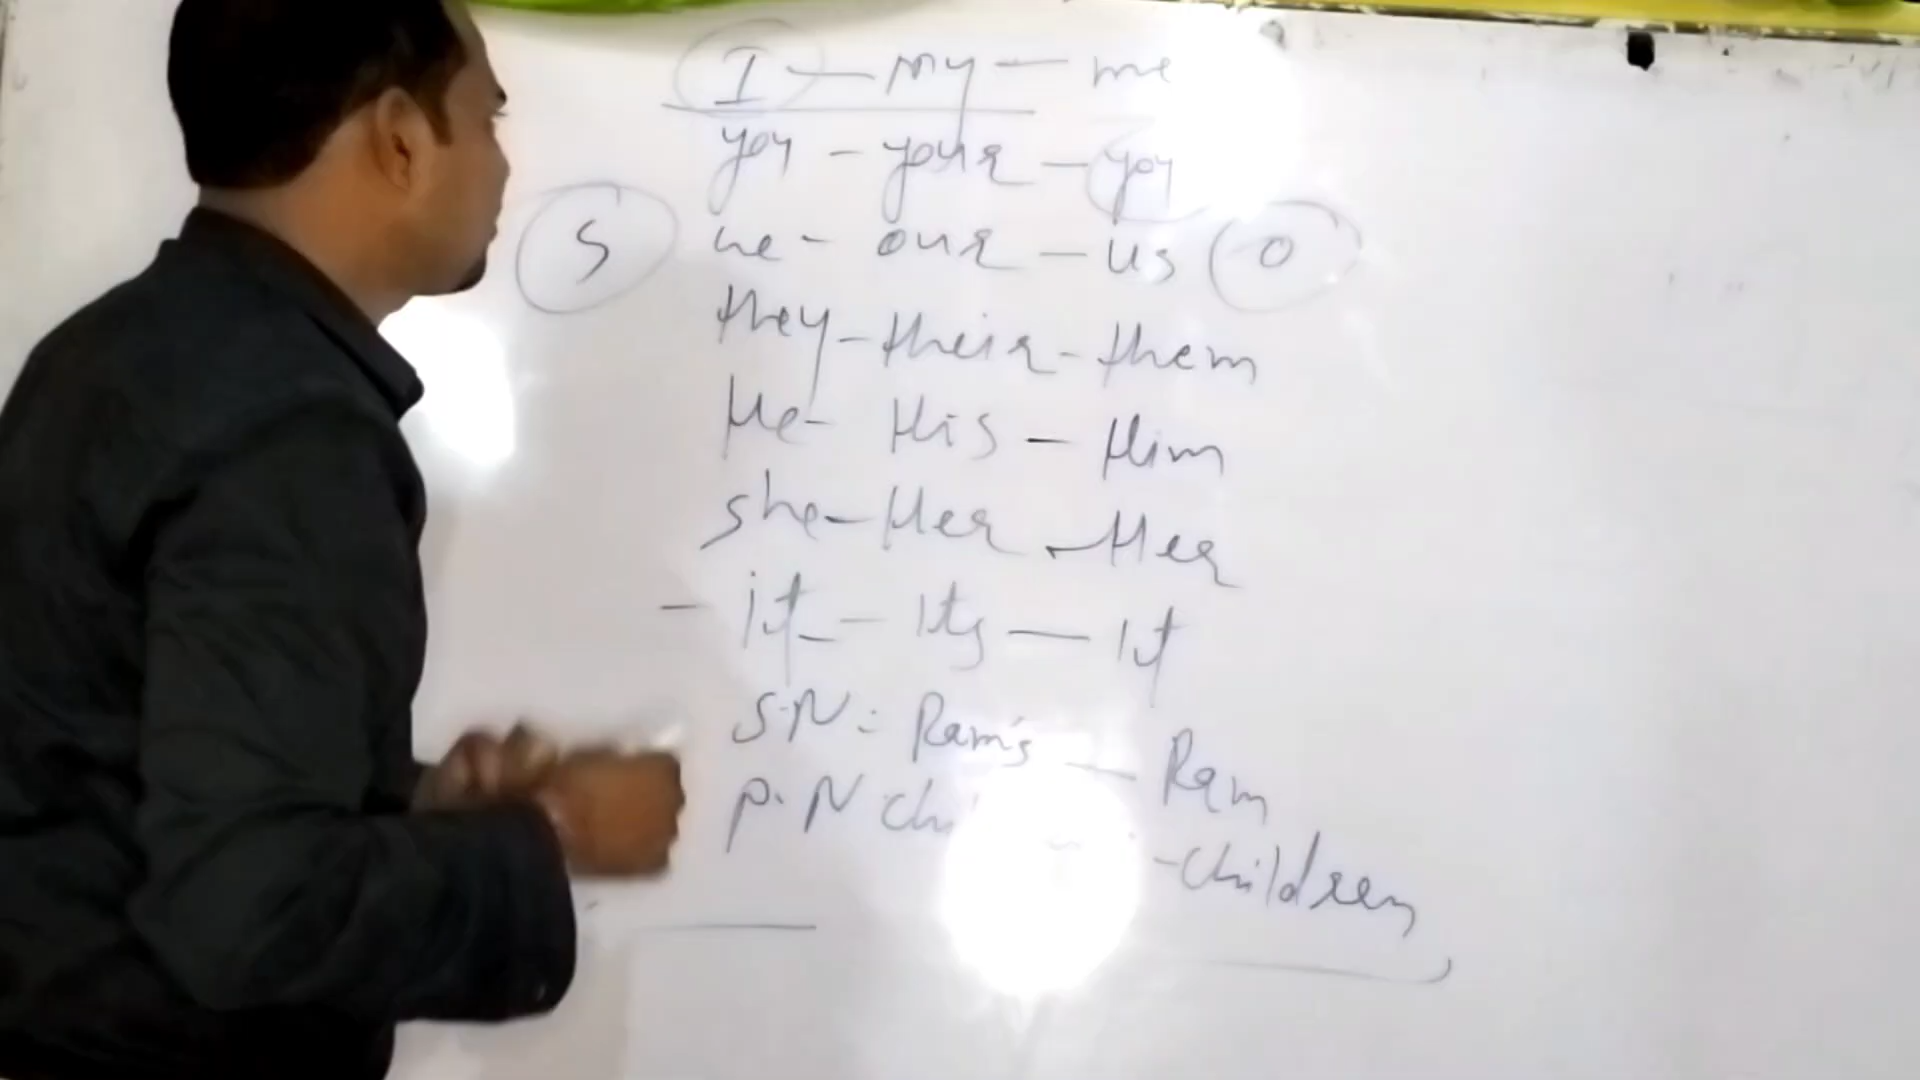 I - my - me
you - your - you
S we - our - us O
they - their - them
He - His - Him
she - Her - Her
- it - its - it
S.N: Ram's - Ram
P.N - children